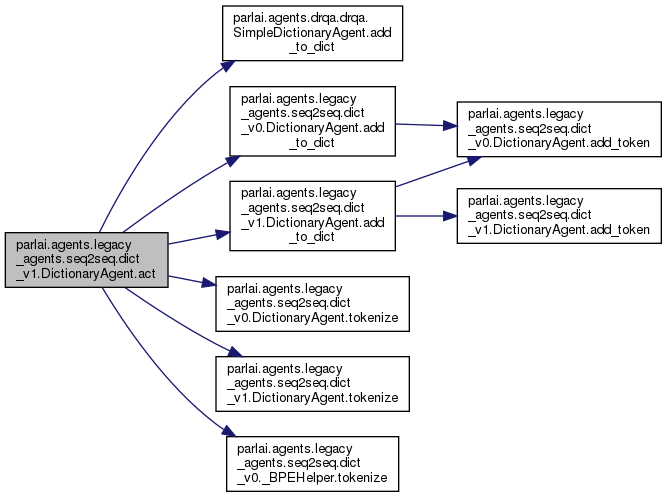 parlai.agents.drqa.drqa.
SimpleDictionaryAgent.add
_to_dict
parlai.agents.legacy
_agents.seq2seq.dict
_v0.DictionaryAgent.add
_to_dict
parlai.agents.legacy
_agents.seq2seq.dict
_v0.DictionaryAgent.add_token
parlai.agents.legacy
_agents.seq2seq.dict
_v1.DictionaryAgent.add
_to_dict
parlai.agents.legacy
_agents.seq2seq.dict
_v1.DictionaryAgent.add_token
parlai.agents.legacy
_agents.seq2seq.dict
_v1.DictionaryAgent.act
parlai.agents.legacy
_agents.seq2seq.dict
_v0.DictionaryAgent.tokenize
parlai.agents.legacy
_agents.seq2seq.dict
_v1.DictionaryAgent.tokenize
parlai.agents.legacy
_agents.seq2seq.dict
_v0._BPEHelper.tokenize